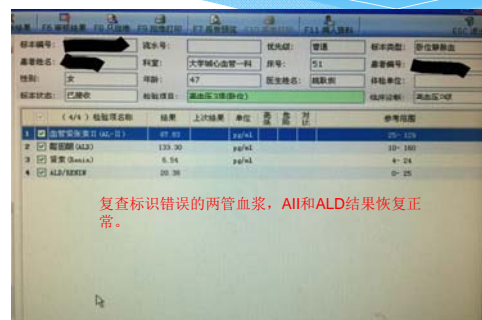 F7
F11 病人资料
标本编号: 流水号: 优先级: 普通 标本类型: 卧位静脉血
患者姓名: 科室: 大学城心血管一科 床号: 51 患者编号:
性别: 女 年龄: 47 医生姓名: 体检单位:
标本状态: 已接收 检验项目: 高血压3项(卧位) 临床诊断:
(4/4) 检验项目名称 结果 上次结果 单位 参考范围
1 血管紧张素II (AL-II) 87.83 pg/ml 25- 129
2 醛固酮 (ALD) 133.30 pg/ml 10- 160
3 肾素 (Renin) 6.54 pg/ml 4- 24
4 ALD/RENIN 20.38 0- 25
复查标识错误的两管血浆，AII和ALD结果恢复正
常。